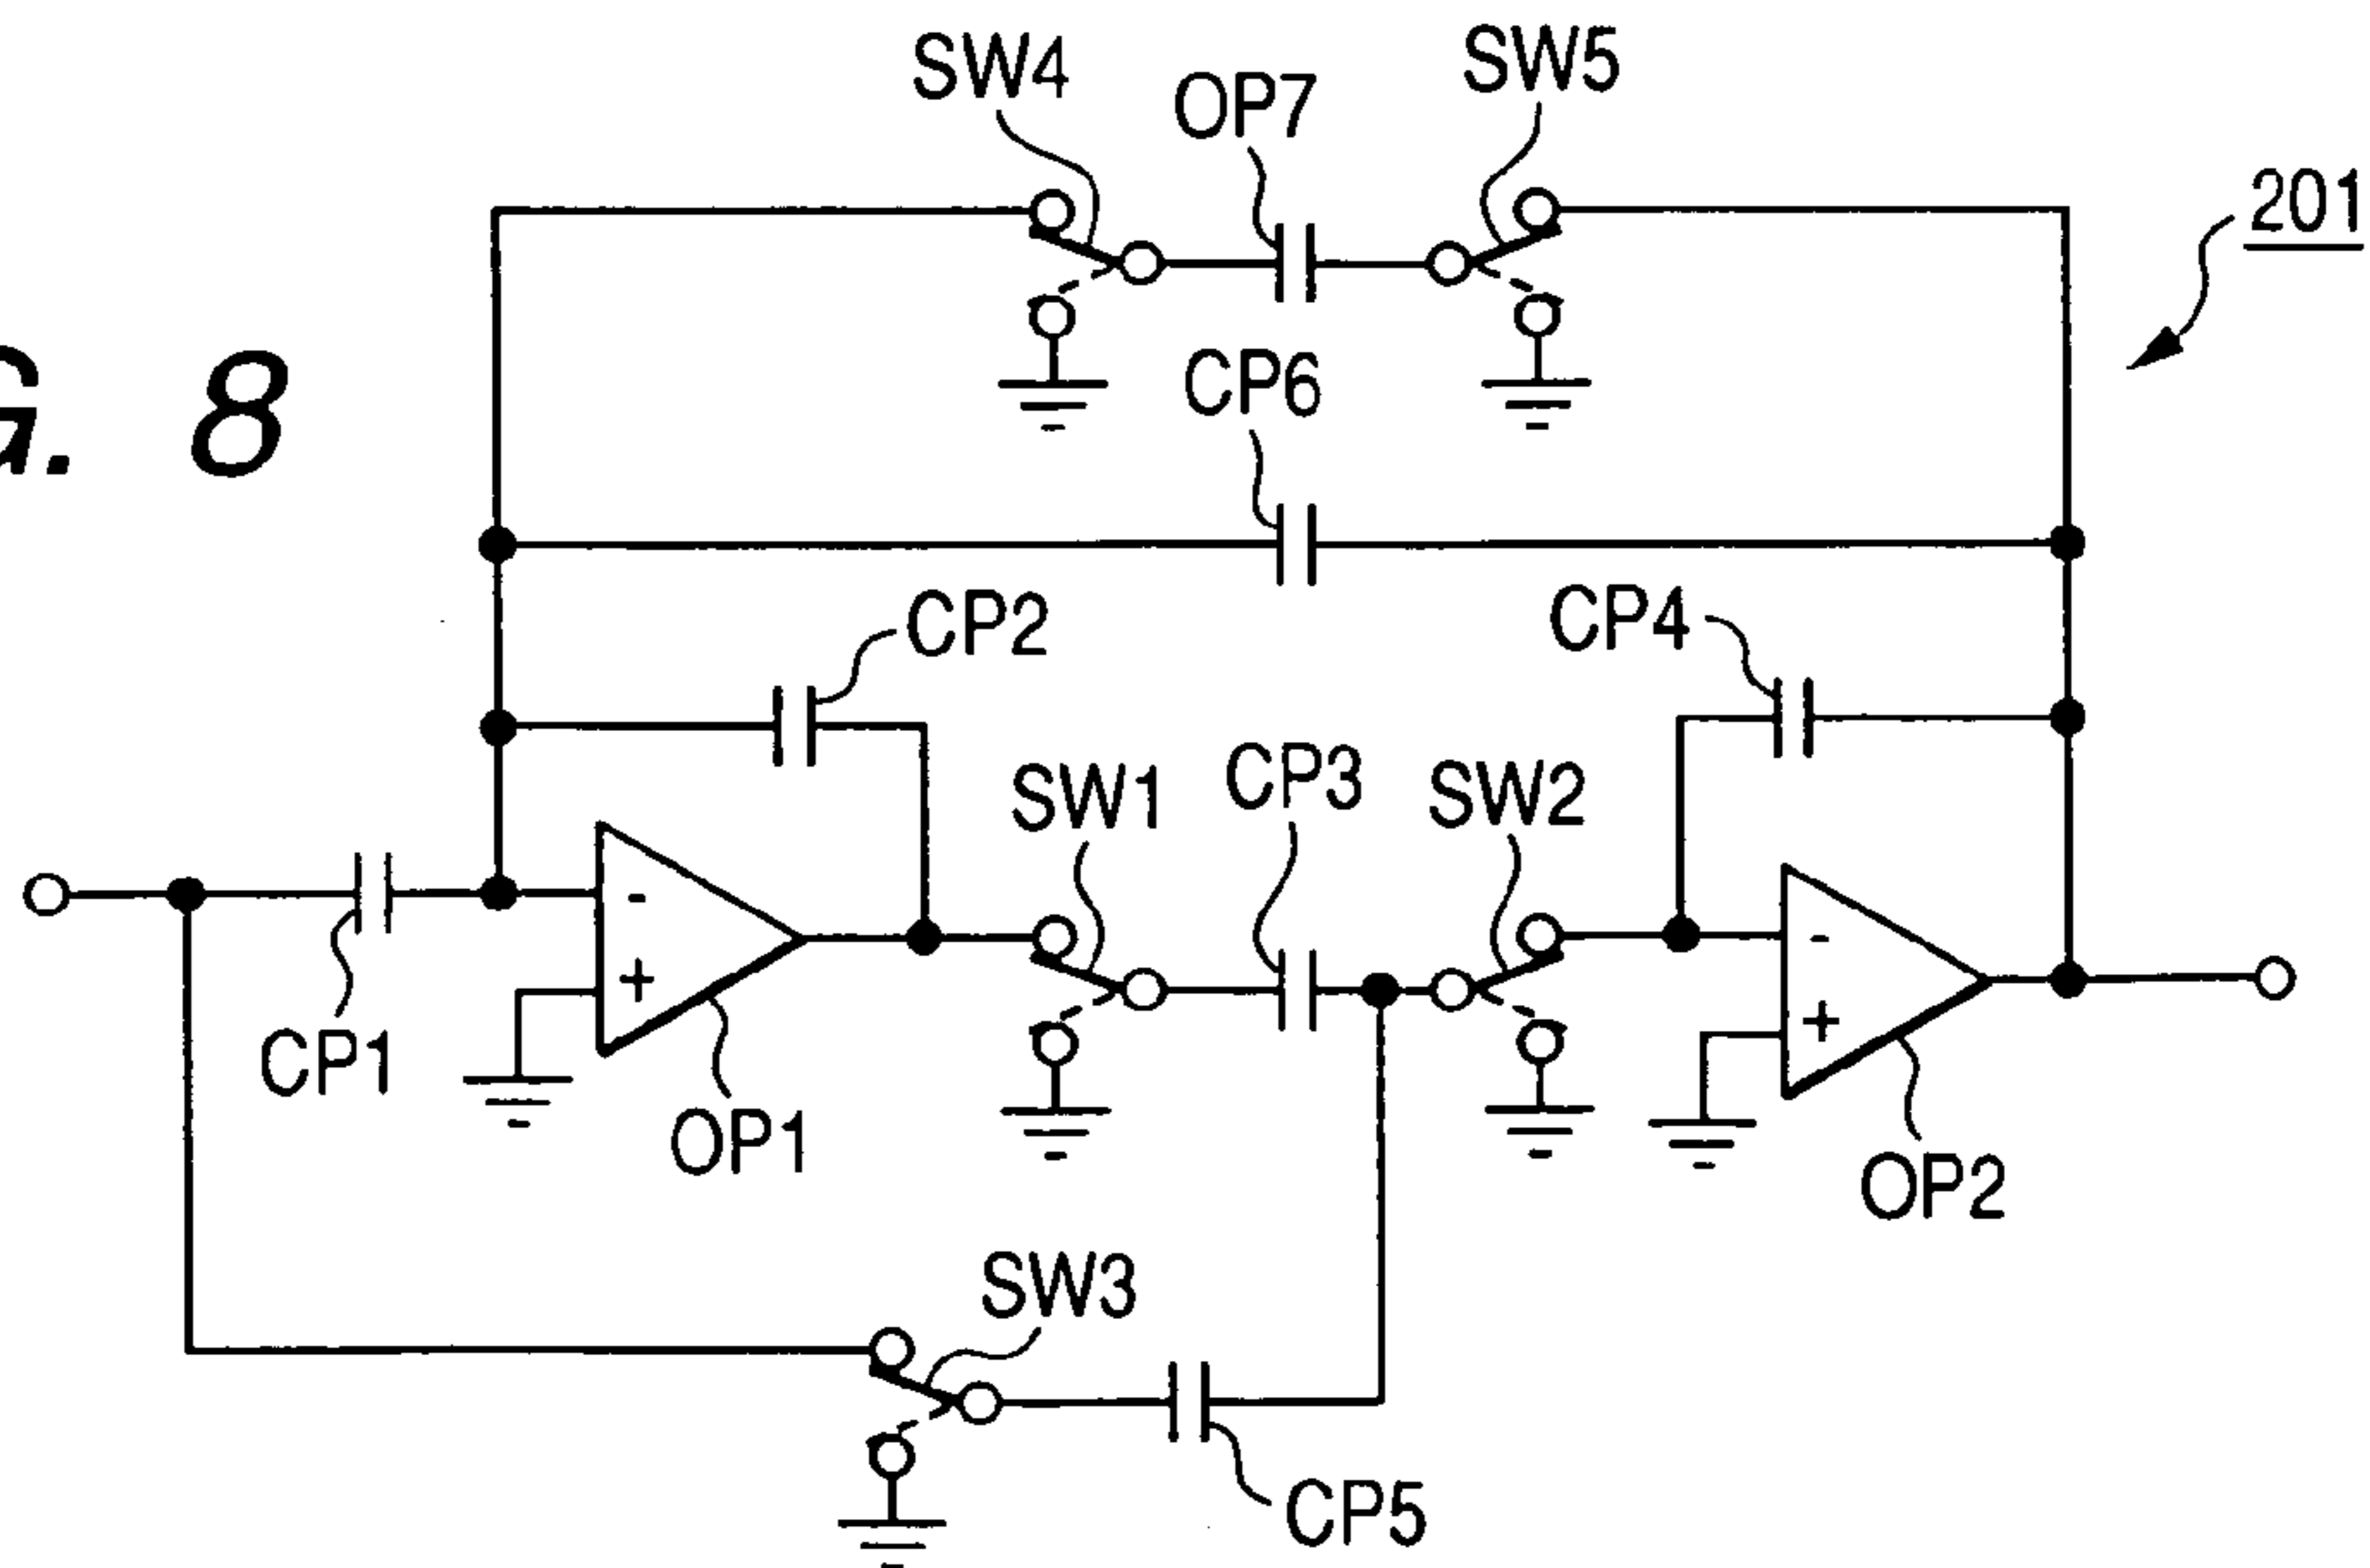 G. 8
SW4
OP7
SW5
201
CP6
CP2
CP4
SW1
CP3
SW2
-
+
-
+
CP1
OP1
OP2
SW3
CP5